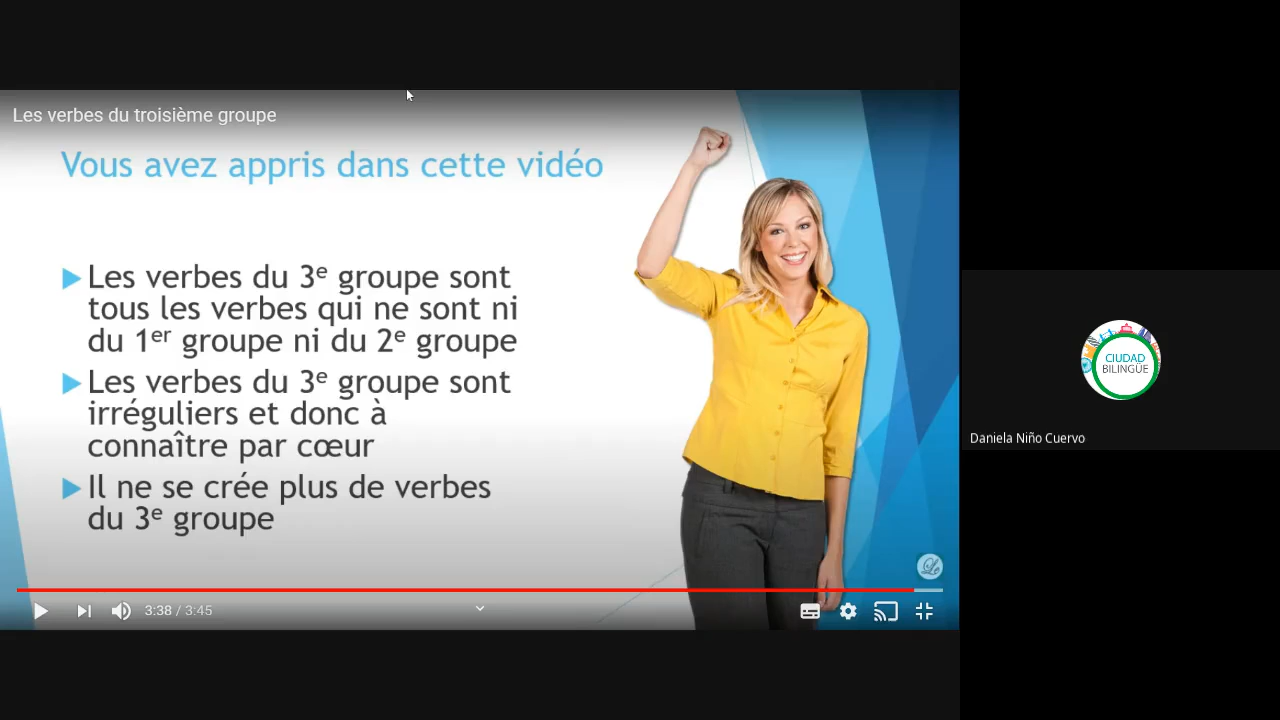 Les verbes du troisième groupe
Vous avez appris dans cette vidéo
Les verbes du 3e groupe sont
tous les verbes qui ne sont ni
du 1er groupe ni du 2e groupe
Les verbes du 3e groupe sont
irréguliers et donc à
connaître par cœur
Il ne se crée plus de verbes
du 3e groupe
3:38 / 3:45
CIUDAD
BILINGÜE
Daniela Niño Cuervo